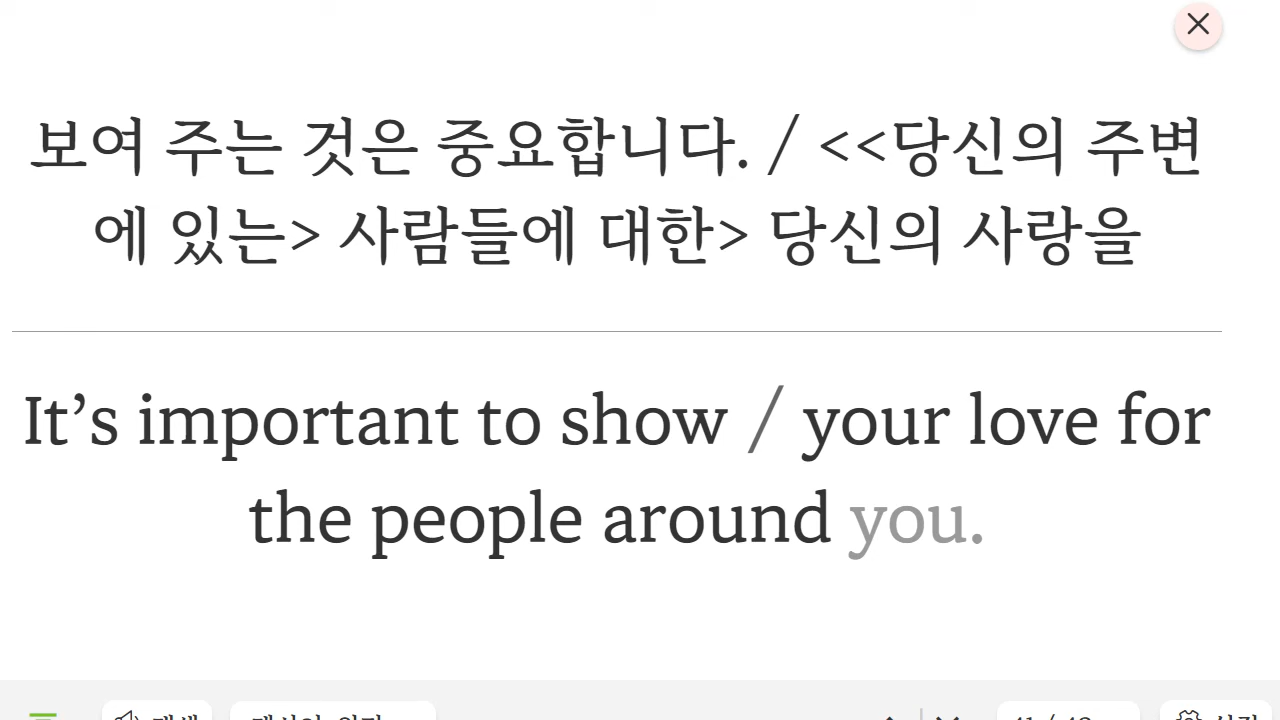 보여 주는 것은 중요합니다. / <<당신의 주변
에 있는> 사람들에 대한> 당신의 사랑을
It’s important to show / your love for
the people around you.